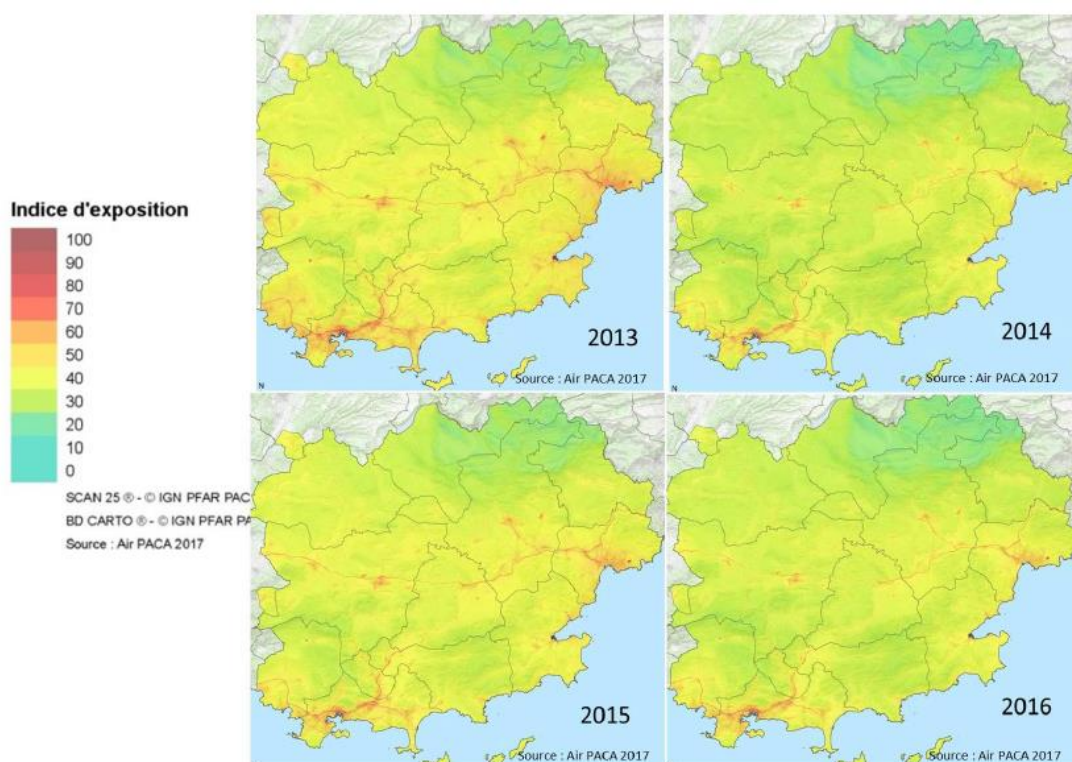 Indice d'exposition
100
90
80
70
60
50
40
30
20
10
0
SCAN 25 ® - © IGN PFAR PAC
BD CARTO ® - © IGN PFAR PA
Source : Air PACA 2017
2013
Source : Air PACA 2017
N
2014
Source : Air PACA 2017
N
2015
Source : Air PACA 2017
2016
Source : Air PACA 2017